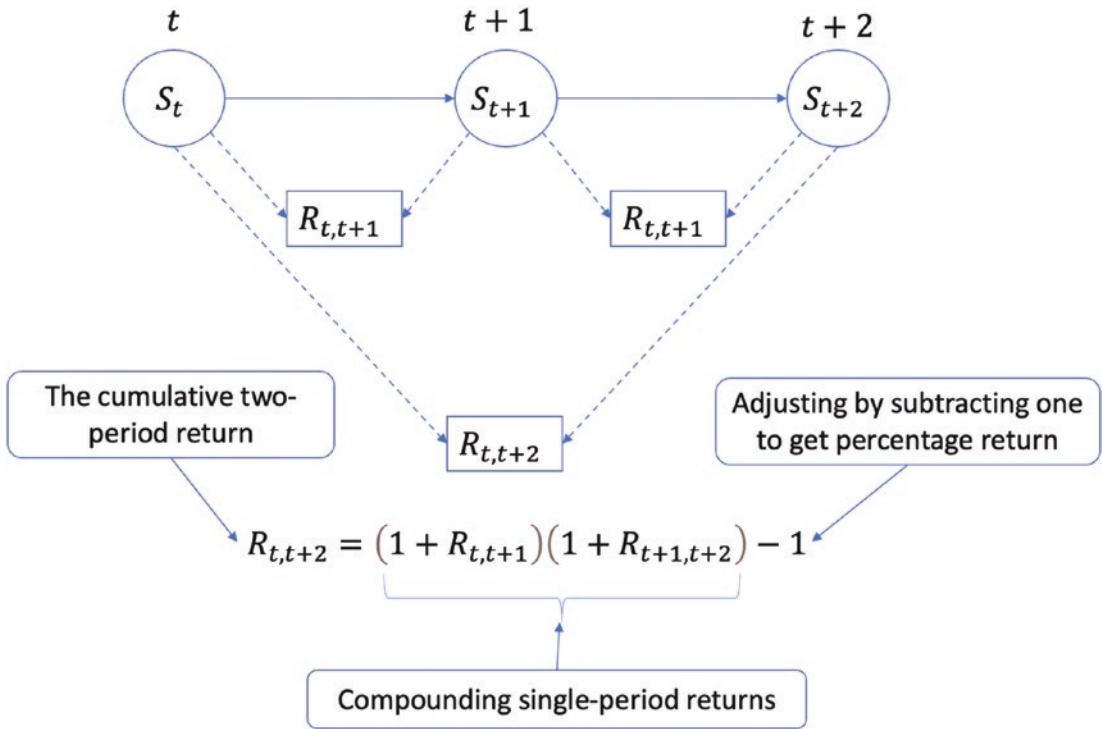 t
t + 1
t + 2
S_t
S_{t+1}
S_{t+2}
R_{t,t+1}
R_{t,t+1}
The cumulative two-
period return
R_{t,t+2}
Adjusting by subtracting one
to get percentage return
R_{t,t+2} = (1 + R_{t,t+1})(1 + R_{t+1,t+2}) − 1
Compounding single-period returns